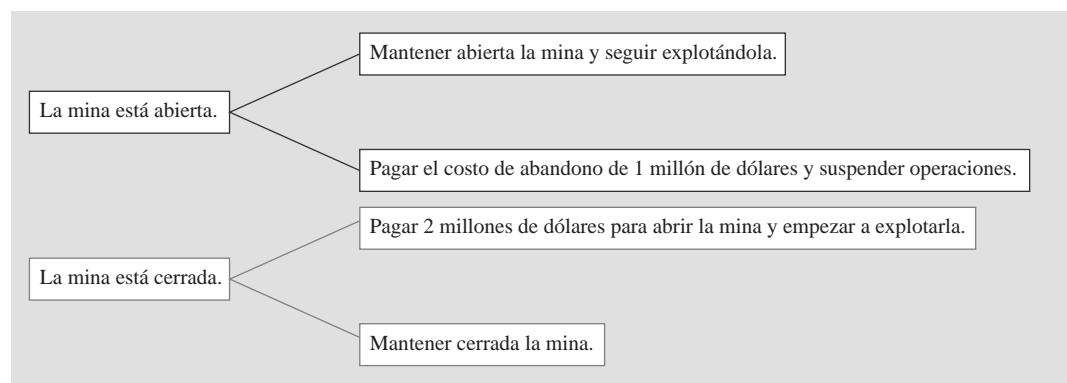 Mantener abierta la mina y seguir explotándola.
La mina está abierta.
Pagar el costo de abandono de 1 millón de dólares y suspender operaciones.
Pagar 2 millones de dólares para abrir la mina y empezar a explotarla.
La mina está cerrada.
Mantener cerrada la mina.